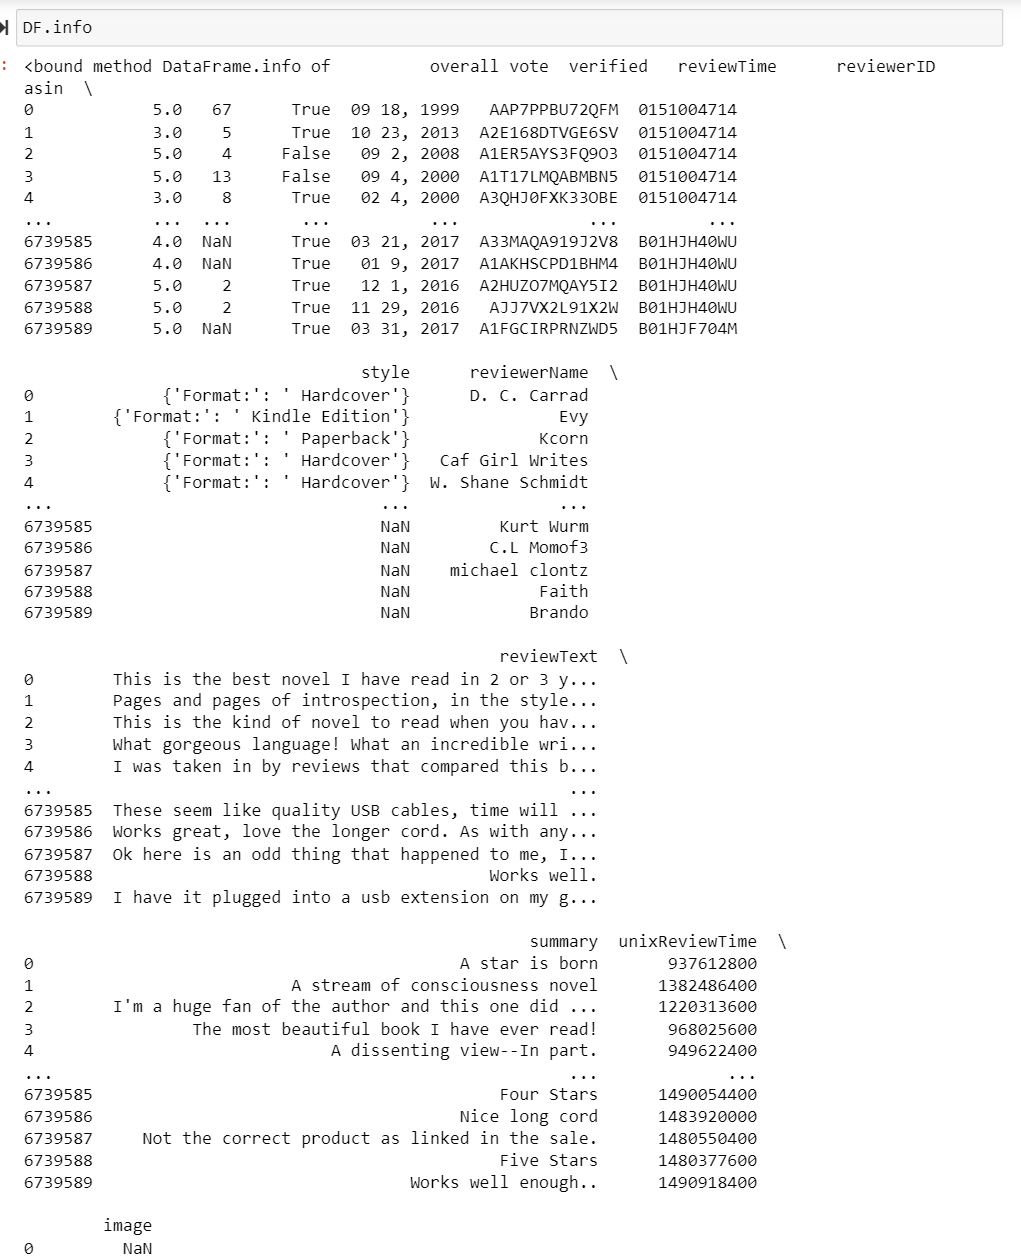 DF.info
<bound method DataFrame.info of overall vote verified reviewTime reviewerID
asin \
0 5.0 67 True 09 18, 1999 AAP7PPBU72QFM 0151004714
1 3.0 5 True 10 23, 2013 A2E168DTVGE6SV 0151004714
2 5.0 4 False 09 2, 2008 A1ER5AYS3FQ9O3 0151004714
3 5.0 13 False 09 4, 2000 A1T17LMQABMBN5 0151004714
4 3.0 8 True 02 4, 2000 A3QHJ0FXK33OBE 0151004714
... ... ... ... ... ... ...
6739585 4.0 NaN True 03 21, 2017 A33MAQA919J2V8 B01HJH40WU
6739586 4.0 NaN True 01 9, 2017 A1AKHSCPD1BHM4 B01HJH40WU
6739587 5.0 2 True 12 1, 2016 A2HUZO7MQAY5I2 B01HJH40WU
6739588 5.0 2 True 11 29, 2016 AJJ7VX2L91X2W B01HJH40WU
6739589 5.0 NaN True 03 31, 2017 A1FGCIRPRNZWD5 B01HJF704M
style reviewerName \
0 {'Format:': ' Hardcover'} D. C. Carrad
1 {'Format:': ' Kindle Edition'} Evy
2 {'Format:': ' Paperback'} Kcorn
3 {'Format:': ' Hardcover'} Caf Girl Writes
4 {'Format:': ' Hardcover'} W. Shane Schmidt
... ... ...
6739585 NaN Kurt Wurm
6739586 NaN C.L Momof3
6739587 NaN michael clontz
6739588 NaN Faith
6739589 NaN Brando
reviewText \
0 This is the best novel I have read in 2 or 3 y...
1 Pages and pages of introspection, in the style...
2 This is the kind of novel to read when you hav...
3 What gorgeous language! What an incredible wri...
4 I was taken in by reviews that compared this b...
... ...
6739585 These seem like quality USB cables, time will ...
6739586 Works great, love the longer cord. As with any...
6739587 Ok here is an odd thing that happened to me, I...
6739588 Works well.
6739589 I have it plugged into a usb extension on my g...
summary unixReviewTime \
0 A star is born 937612800
1 A stream of consciousness novel 1382486400
2 I'm a huge fan of the author and this one did ... 1220313600
3 The most beautiful book I have ever read! 968025600
4 A dissenting view--In part. 949622400
... ... ...
6739585 Four Stars 1490054400
6739586 Nice long cord 1483920000
6739587 Not the correct product as linked in the sale. 1480550400
6739588 Five Stars 1480377600
6739589 Works well enough.. 1490918400
image
0 NaN